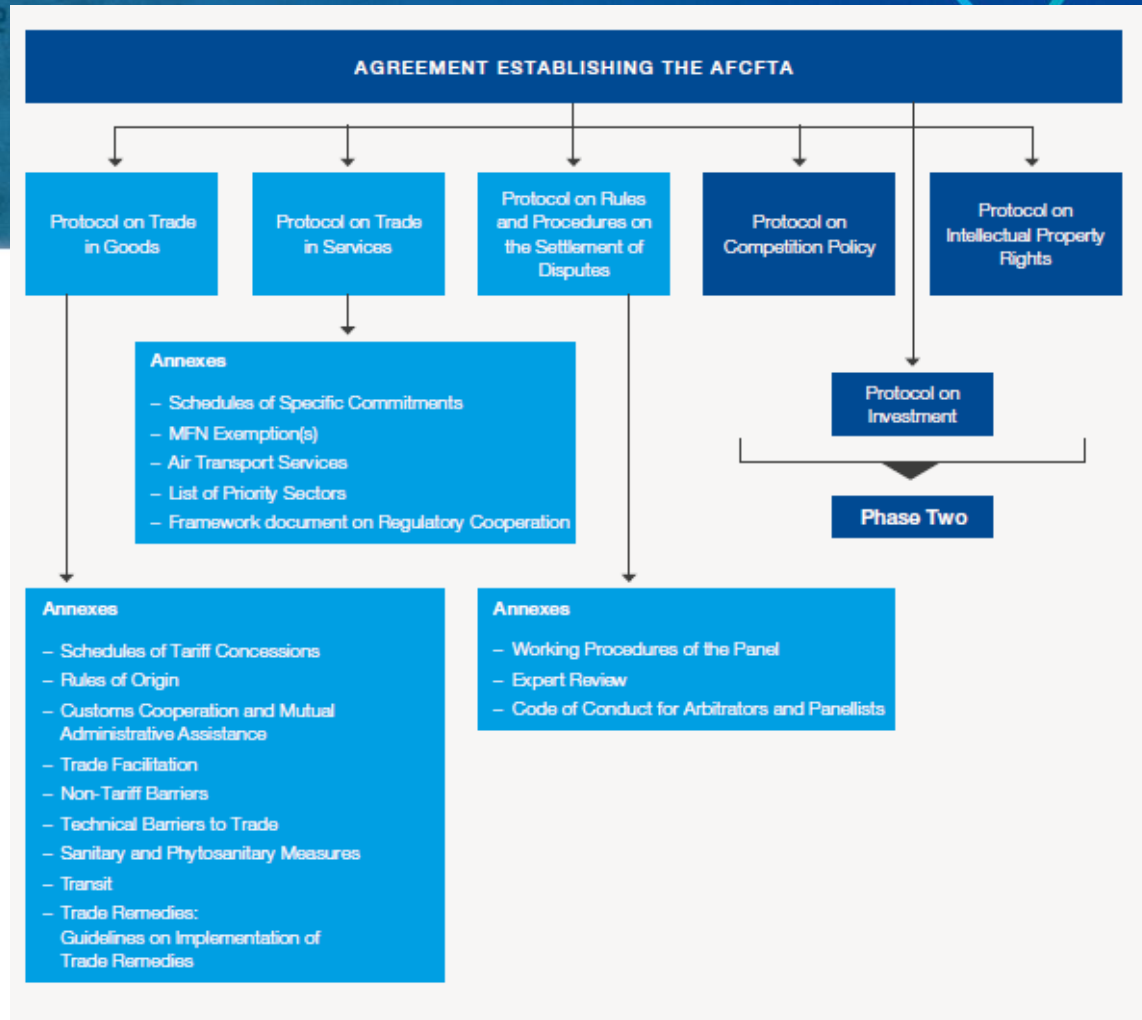 AGREEMENT ESTABLISHING THE AFCFTA
Protocol on Trade
in Goods
Protocol on Trade
in Services
Protocol on Rules
and Procedures on
the Settlement of
Disputes
Protocol on
Competition Policy
Protocol on
Intellectual Property
Rights
Annexes
– Schedules of Specific Commitments
– MFN Exemption(s)
– Air Transport Services
– List of Priority Sectors
– Framework document on Regulatory Cooperation
Protocol on
Investment
Phase Two
Annexes
– Schedules of Tariff Concessions
– Rules of Origin
– Customs Cooperation and Mutual
Administrative Assistance
– Trade Facilitation
– Non-Tariff Barriers
– Technical Barriers to Trade
– Sanitary and Phytosanitary Measures
– Transit
– Trade Remedies:
Guidelines on Implementation of
Trade Remedies
Annexes
– Working Procedures of the Panel
– Expert Review
– Code of Conduct for Arbitrators and Panellists